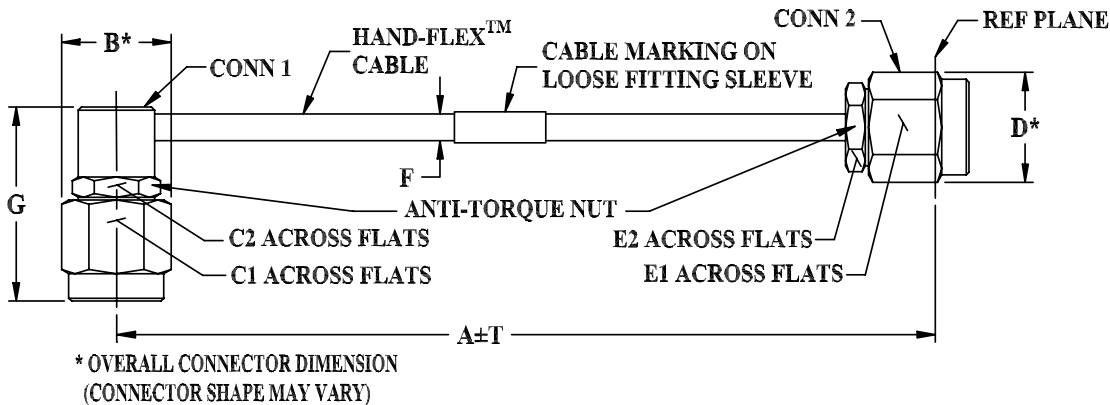 B*
CONN 1
HAND-FLEX™
CABLE
CABLE MARKING ON
LOOSE FITTING SLEEVE
CONN 2
REF PLANE
D*
F
G
ANTI-TORQUE NUT
C2 ACROSS FLATS
C1 ACROSS FLATS
E2 ACROSS FLATS
E1 ACROSS FLATS
A±T
* OVERALL CONNECTOR DIMENSION
(CONNECTOR SHAPE MAY VARY)